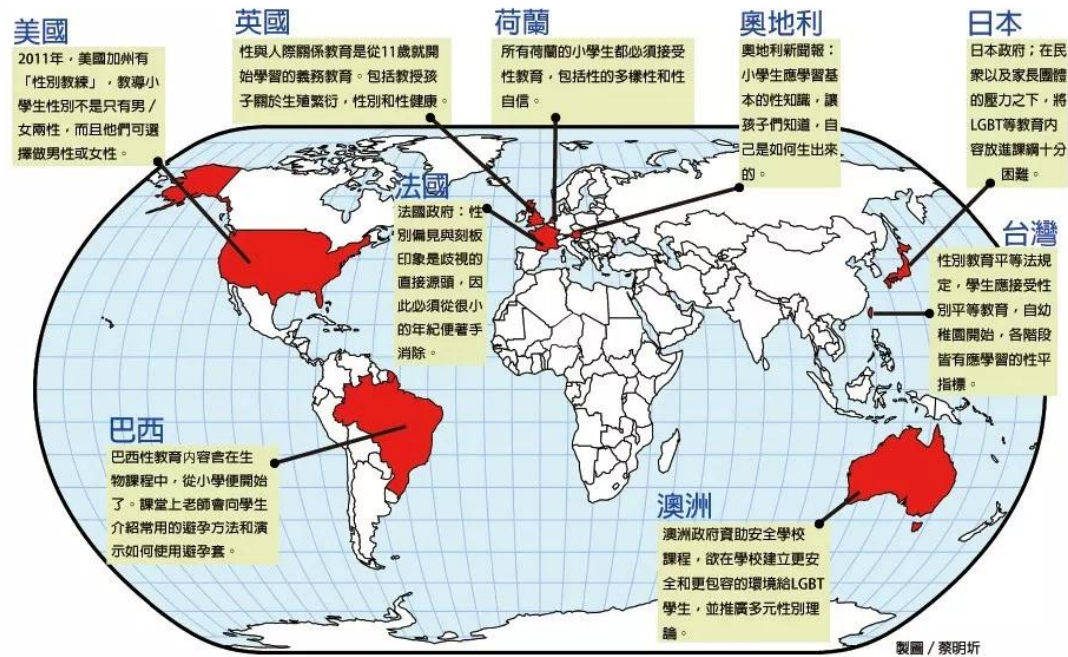 美國
2011年，美國加州有
「性別教練」，教導小
學生性別不是只有男／
女兩性，而且他們可選
擇做男性或女性。
英國
性與人際關係教育是從11歲就開
始學習的義務教育。包括教授孩
子關於生殖繁衍，性別和性健康。
荷蘭
所有荷蘭的小學生都必須接受
性教育，包括性的多樣性和性
自信。
奧地利
奧地利新聞報：
小學生應學習基
本的性知識，讓
孩子們知道，自
己是如何生出來
的。
日本
日本政府；在民
眾以及家長團體
的壓力之下，將
LGBT等教育內
容放進課綱十分
困難。
法國
法國政府：性
別偏見與刻板
印象是歧視的
直接源頭，因
此必須從很小
的年紀便著手
消除。
台灣
性別教育平等法規
定，學生應接受性
別平等教育，自幼
稚園開始，各階段
皆有應學習的性平
指標。
巴西
巴西性教育內容含在生
物課程中，從小學便開始
了。課堂上老師會向學生
介紹常用的避孕方法和演
示如何使用避孕套。
澳洲
澳洲政府資助安全學校
課程，欲在學校建立更安
全和更包容的環境給LGBT
學生，並推廣多元性別理
論。
製圖／蔡明圻